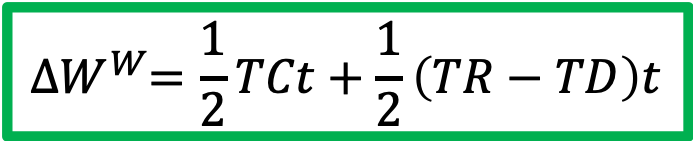 ΔW^W = 1/2 TCt + 1/2 (TR − TD)t